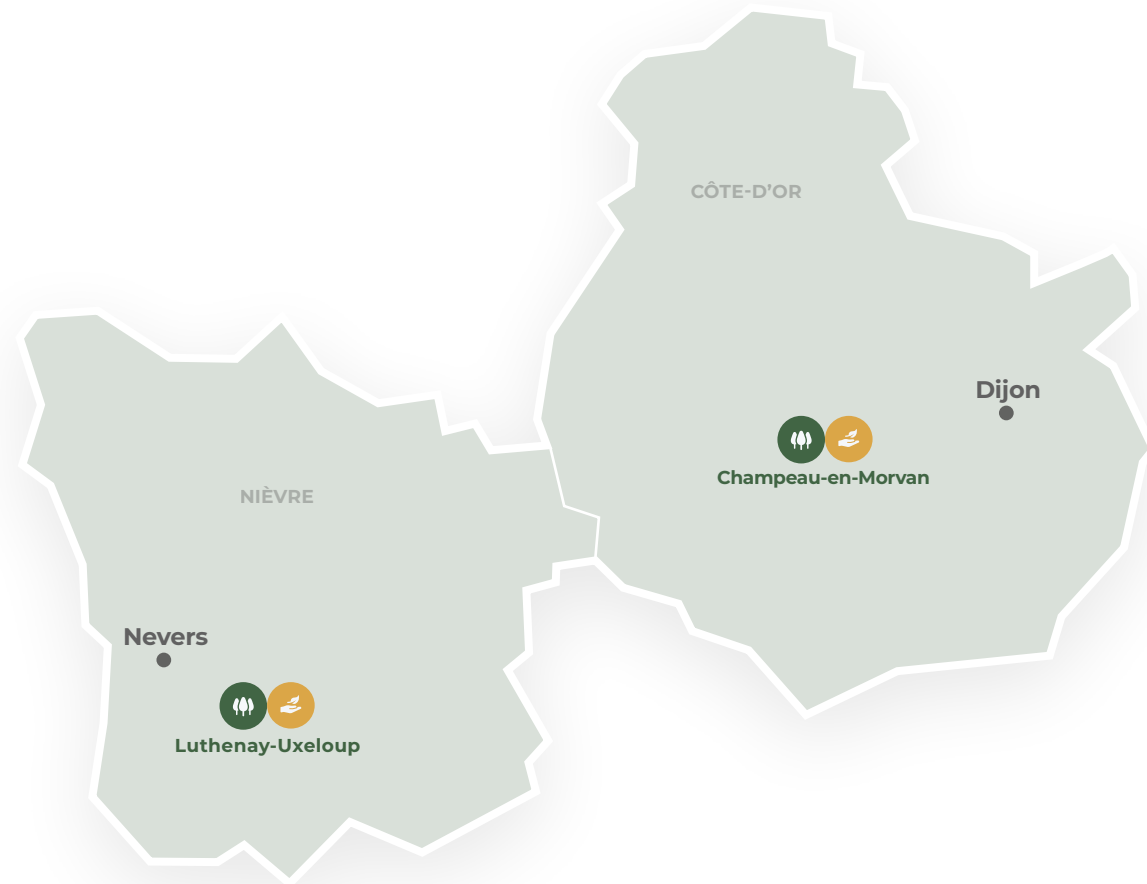 CÔTE-D’OR
Dijon
Champeau-en-Morvan
NIÈVRE
Nevers
Luthenay-Uxeloup